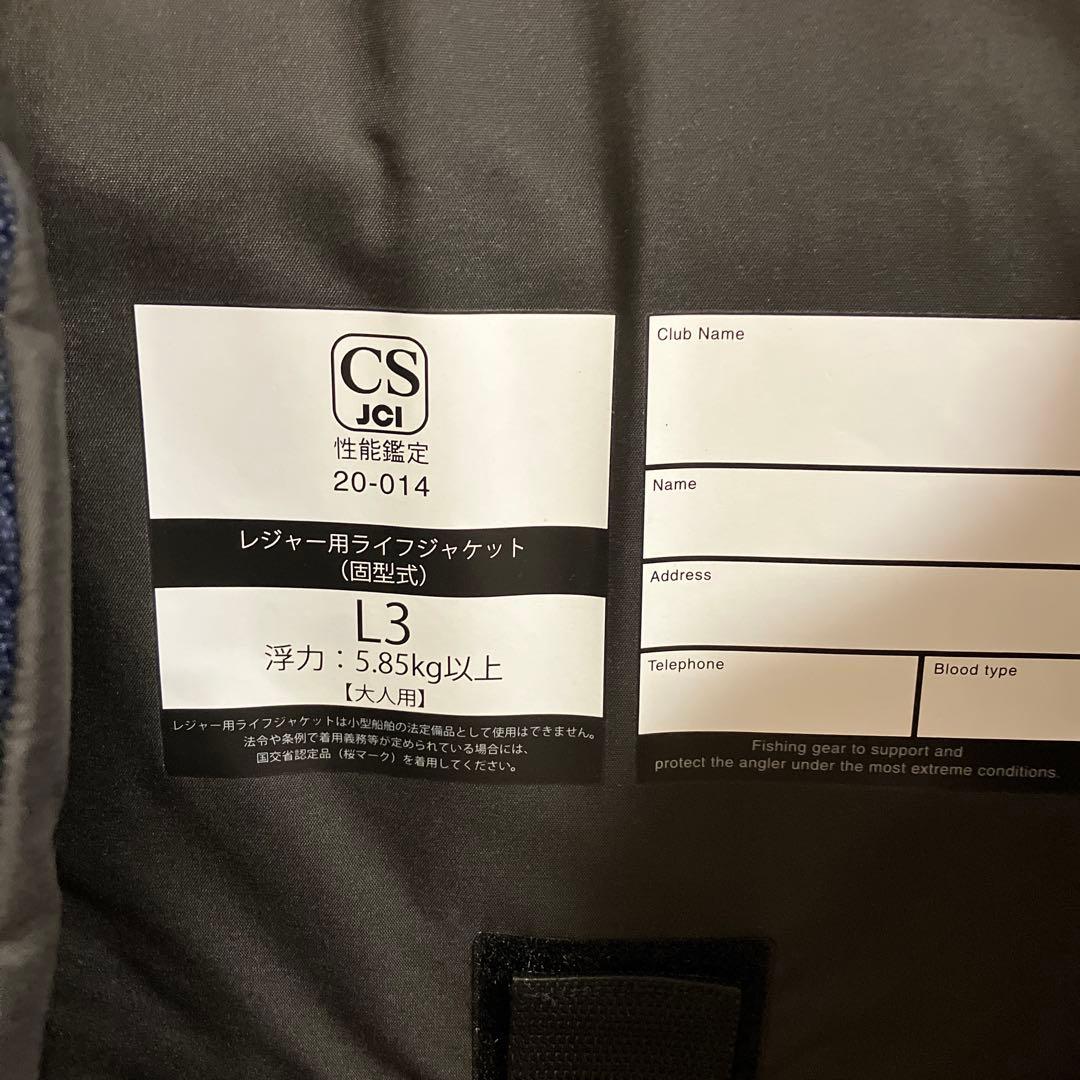 CS
JCI
性能鑑定
20-014
レジャー用ライフジャケット
(固型式)
L3
浮力：5.85kg以上
【大人用】
レジャー用ライフジャケットは小型船舶の法定備品として使用はできません。
法令や条例で着用義務等が定められている場合には、
国交省認定品（桜マーク）を着用してください。
Club Name
Name
Address
Telephone
Blood type
Fishing gear to support and
protect the angler under the most extreme conditions.